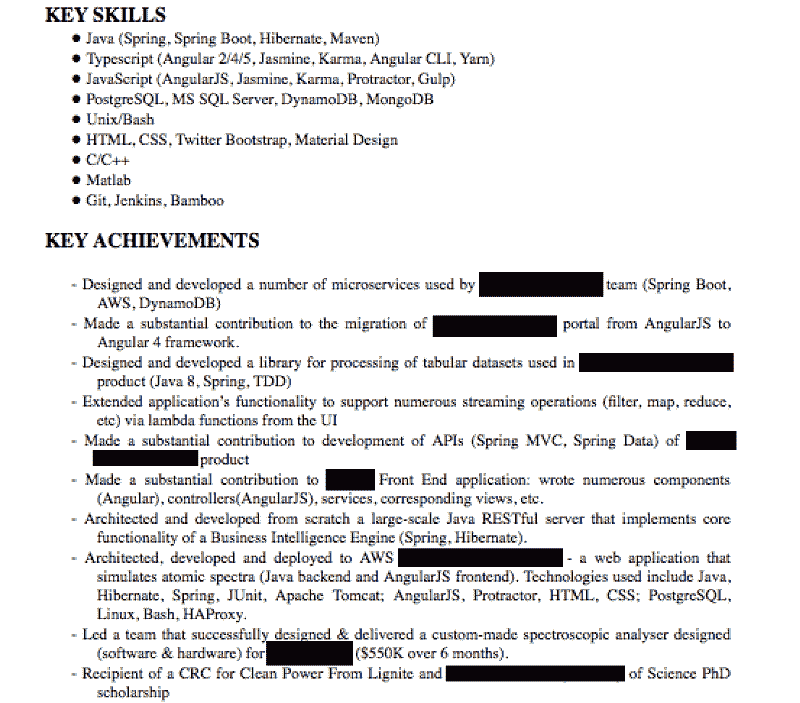 KEY SKILLS
● Java (Spring, Spring Boot, Hibernate, Maven)
● Typescript (Angular 2/4/5, Jasmine, Karma, Angular CLI, Yarn)
● JavaScript (AngularJS, Jasmine, Karma, Protractor, Gulp)
● PostgreSQL, MS SQL Server, DynamoDB, MongoDB
● Unix/Bash
● HTML, CSS, Twitter Bootstrap, Material Design
● C/C++
● Matlab
● Git, Jenkins, Bamboo
KEY ACHIEVEMENTS
- Designed and developed a number of microservices used by team (Spring Boot,
AWS, DynamoDB)
- Made a substantial contribution to the migration of portal from AngularJS to
Angular 4 framework.
- Designed and developed a library for processing of tabular datasets used in
product (Java 8, Spring, TDD)
- Extended application's functionality to support numerous streaming operations (filter, map, reduce,
etc) via lambda functions from the UI
- Made a substantial contribution to development of APIs (Spring MVC, Spring Data) of
product
- Made a substantial contribution to Front End application: wrote numerous components
(Angular), controllers(AngularJS), services, corresponding views, etc.
- Architected and developed from scratch a large-scale Java RESTful server that implements core
functionality of a Business Intelligence Engine (Spring, Hibernate).
- Architected, developed and deployed to AWS - a web application that
simulates atomic spectra (Java backend and AngularJS frontend). Technologies used include Java,
Hibernate, Spring, JUnit, Apache Tomcat; AngularJS, Protractor, HTML, CSS; PostgreSQL,
Linux, Bash, HAProxy.
- Led a team that successfully designed & delivered a custom-made spectroscopic analyser designed
(software & hardware) for ($550K over 6 months).
- Recipient of a CRC for Clean Power From Lignite and of Science PhD
scholarship